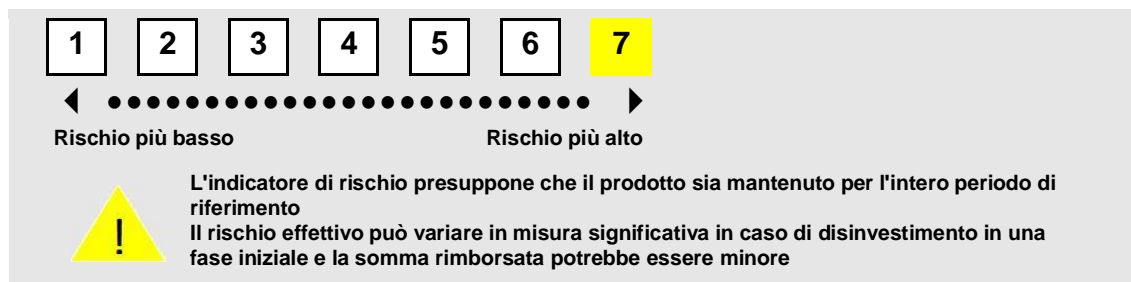 1 2 3 4 5 6 7
Rischio più basso Rischio più alto
L'indicatore di rischio presuppone che il prodotto sia mantenuto per l'intero periodo di
riferimento
Il rischio effettivo può variare in misura significativa in caso di disinvestimento in una
fase iniziale e la somma rimborsata potrebbe essere minore
!